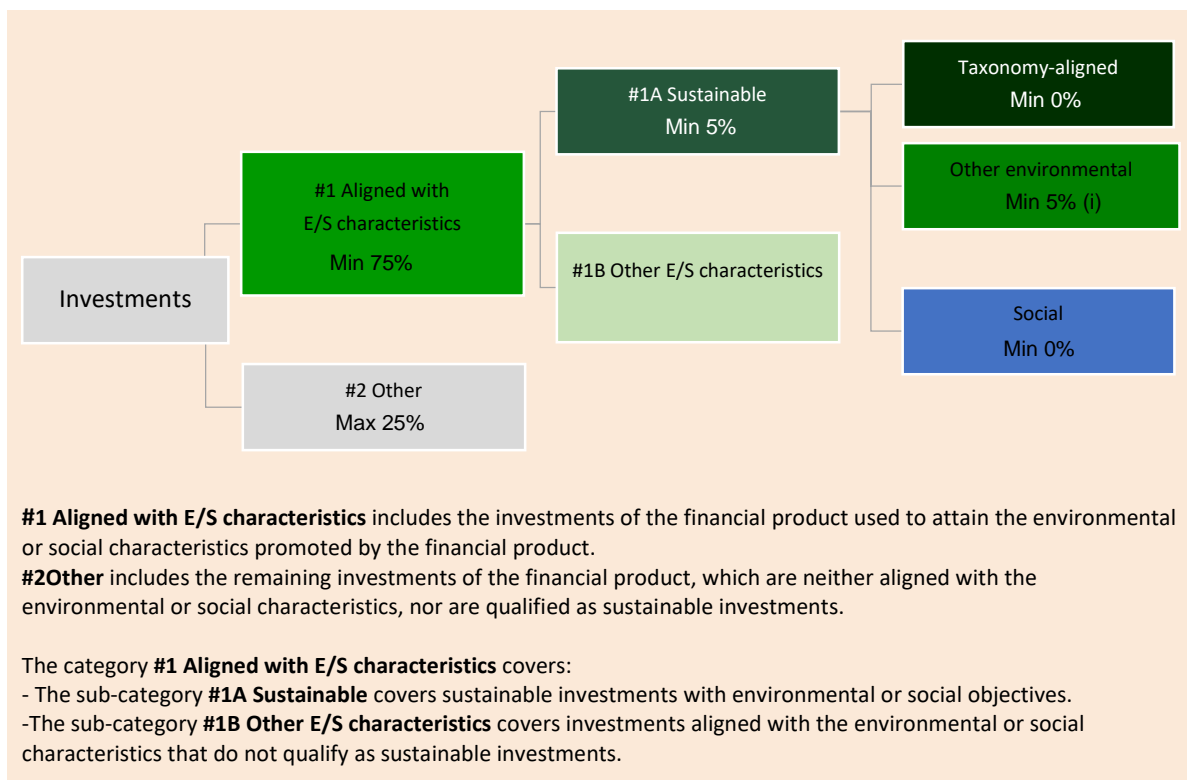 Investments
#1 Aligned with
E/S characteristics
Min 75%
#2 Other
Max 25%
#1A Sustainable
Min 5%
#1B Other E/S characteristics
Taxonomy-aligned
Min 0%
Other environmental
Min 5% (i)
Social
Min 0%
#1 Aligned with E/S characteristics includes the investments of the financial product used to attain the environmental
or social characteristics promoted by the financial product.
#2Other includes the remaining investments of the financial product, which are neither aligned with the
environmental or social characteristics, nor are qualified as sustainable investments.
The category #1 Aligned with E/S characteristics covers:
- The sub-category #1A Sustainable covers sustainable investments with environmental or social objectives.
-The sub-category #1B Other E/S characteristics covers investments aligned with the environmental or social
characteristics that do not qualify as sustainable investments.